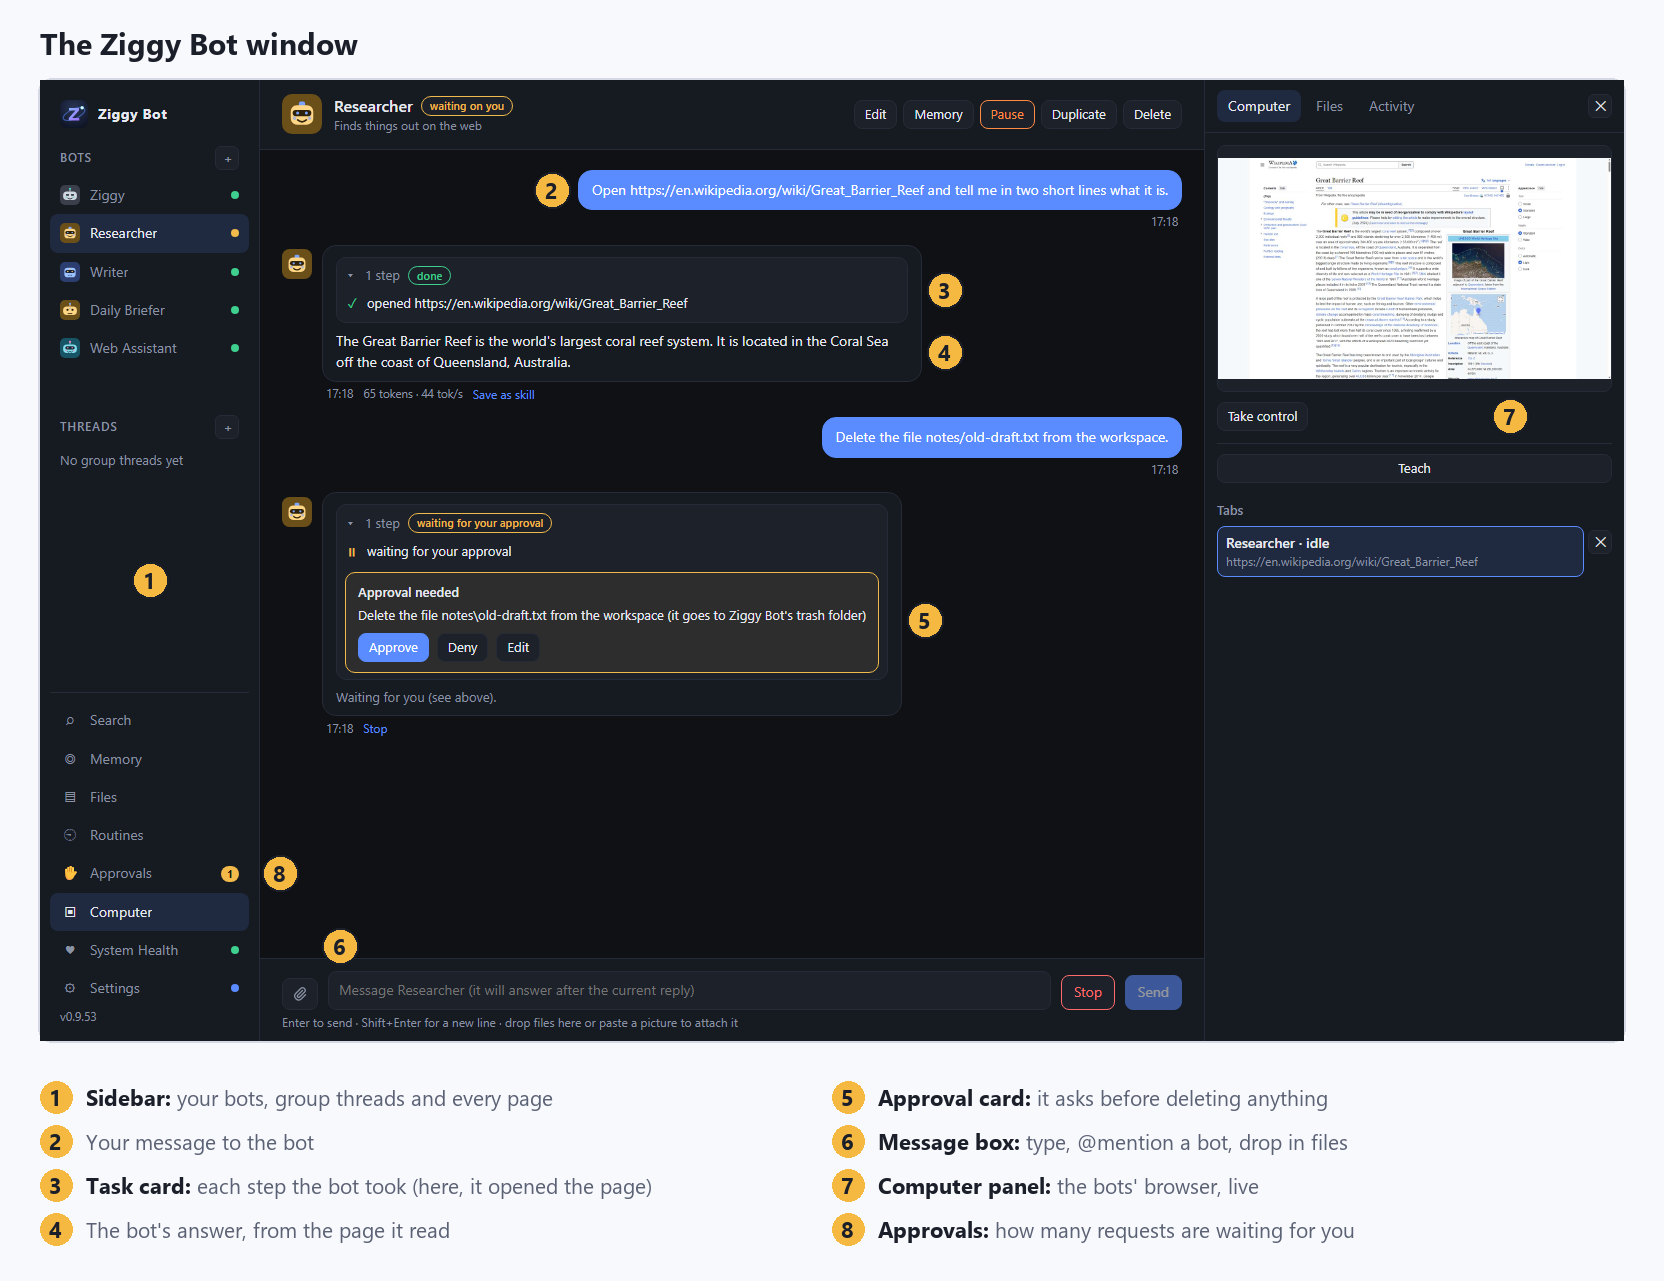 The Ziggy Bot window
Ziggy Bot
BOTS
+
Ziggy
Researcher
Writer
Daily Briefer
Web Assistant
THREADS
+
No group threads yet
1
Search
Memory
Files
Routines
Approvals 1
Computer
System Health
Settings
v0.9.53
Researcher waiting on you
Finds things out on the web
Edit Memory Pause Duplicate Delete
2 Open https://en.wikipedia.org/wiki/Great_Barrier_Reef and tell me in two short lines what it is.
17:18
1 step done
✓ opened https://en.wikipedia.org/wiki/Great_Barrier_Reef
3
The Great Barrier Reef is the world's largest coral reef system. It is located in the Coral Sea
off the coast of Queensland, Australia.
4
17:18 65 tokens · 44 tok/s Save as skill
Delete the file notes/old-draft.txt from the workspace.
17:18
1 step waiting for your approval
waiting for your approval
Approval needed
Delete the file notes\old-draft.txt from the workspace (it goes to Ziggy Bot's trash folder)
5
Approve Deny Edit
Waiting for you (see above).
17:18 Stop
8
6
Message Researcher (it will answer after the current reply)
Stop Send
Enter to send · Shift+Enter for a new line · drop files here or paste a picture to attach it
Computer Files Activity
Great Barrier Reef
Take control
7
Teach
Tabs
Researcher · idle
https://en.wikipedia.org/wiki/Great_Barrier_Reef
1 Sidebar: your bots, group threads and every page
2 Your message to the bot
3 Task card: each step the bot took (here, it opened the page)
4 The bot's answer, from the page it read
5 Approval card: it asks before deleting anything
6 Message box: type, @mention a bot, drop in files
7 Computer panel: the bots' browser, live
8 Approvals: how many requests are waiting for you